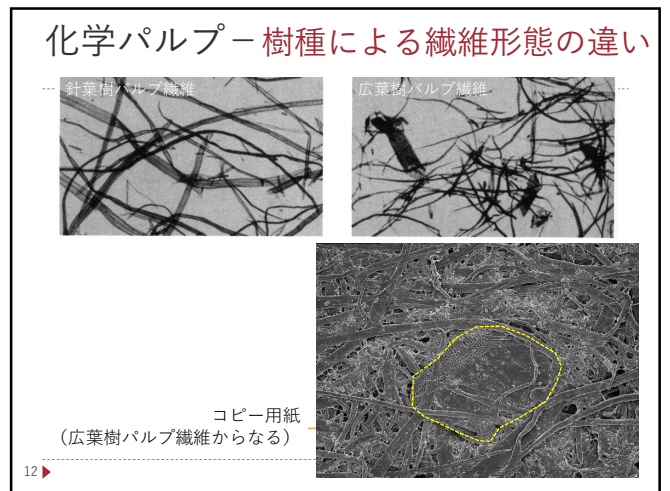 化学パルプ－樹種による繊維形態の違い
針葉樹パルプ繊維
広葉樹パルプ繊維
コピー用紙
（広葉樹パルプ繊維からなる）
12